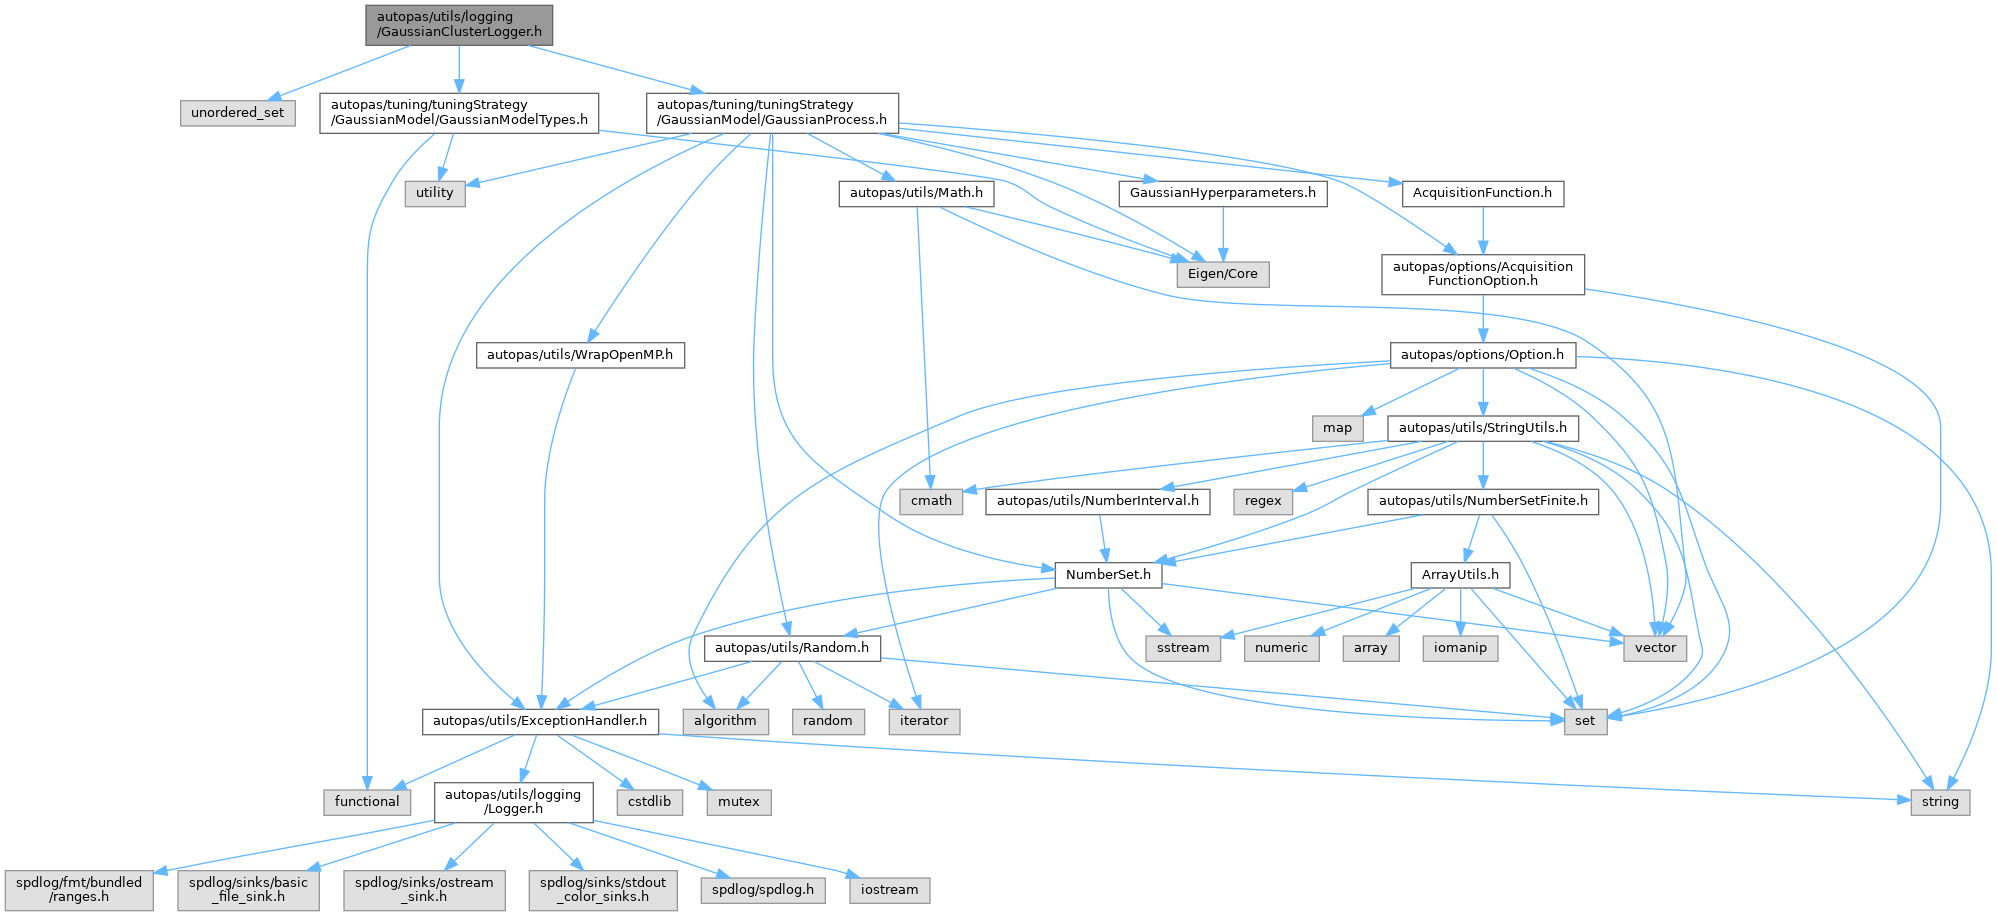 autopas/utils/logging
/GaussianClusterLogger.h
unordered_set
autopas/tuning/tuningStrategy
/GaussianModel/GaussianModelTypes.h
autopas/tuning/tuningStrategy
/GaussianModel/GaussianProcess.h
utility
autopas/utils/Math.h
GaussianHyperparameters.h
AcquisitionFunction.h
Eigen/Core
autopas/options/Acquisition
FunctionOption.h
autopas/utils/WrapOpenMP.h
autopas/options/Option.h
map
autopas/utils/StringUtils.h
cmath
autopas/utils/NumberInterval.h
regex
autopas/utils/NumberSetFinite.h
NumberSet.h
ArrayUtils.h
autopas/utils/Random.h
sstream
numeric
array
iomanip
vector
autopas/utils/ExceptionHandler.h
algorithm
random
iterator
set
functional
autopas/utils/logging
/Logger.h
cstdlib
mutex
string
spdlog/fmt/bundled
/ranges.h
spdlog/sinks/basic
_file_sink.h
spdlog/sinks/ostream
_sink.h
spdlog/sinks/stdout
_color_sinks.h
spdlog/spdlog.h
iostream